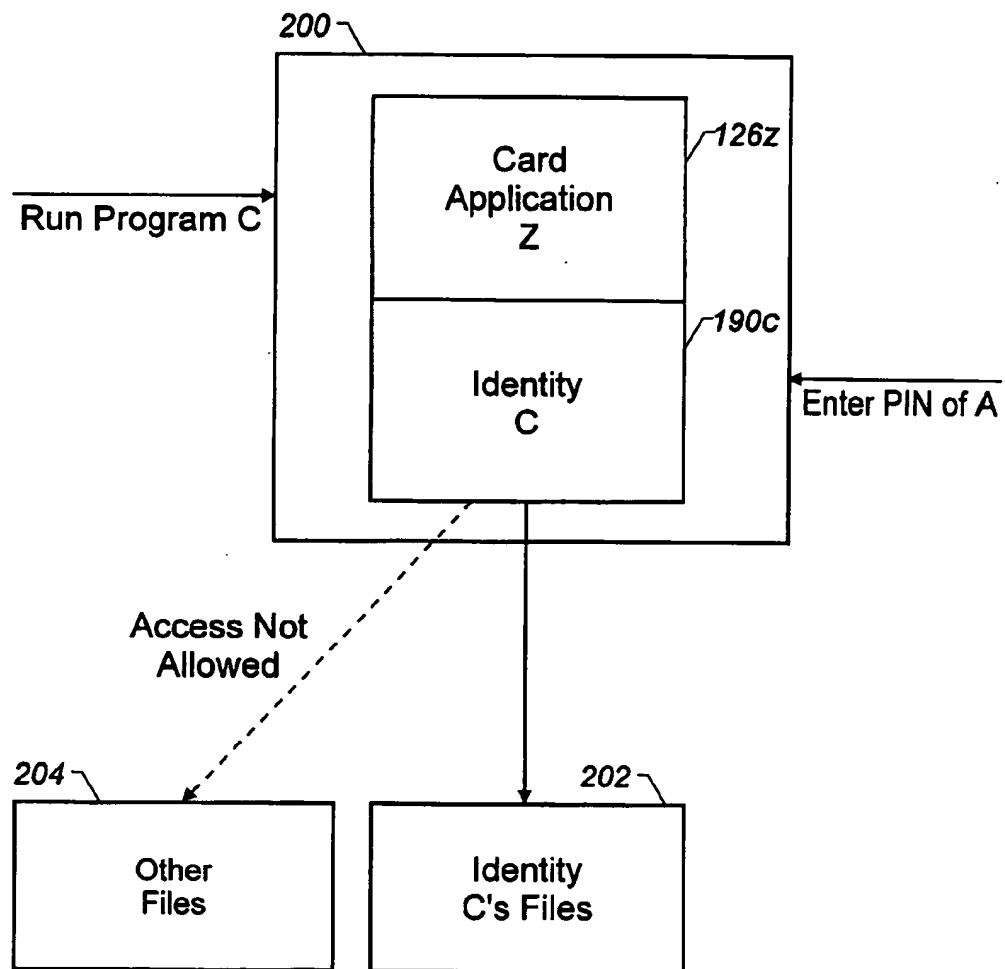 200
126z
Card
Application
Z
Run Program C
190c
Identity
C
Enter PIN of A
Access Not
Allowed
204
202
Other
Files
Identity
C's Files